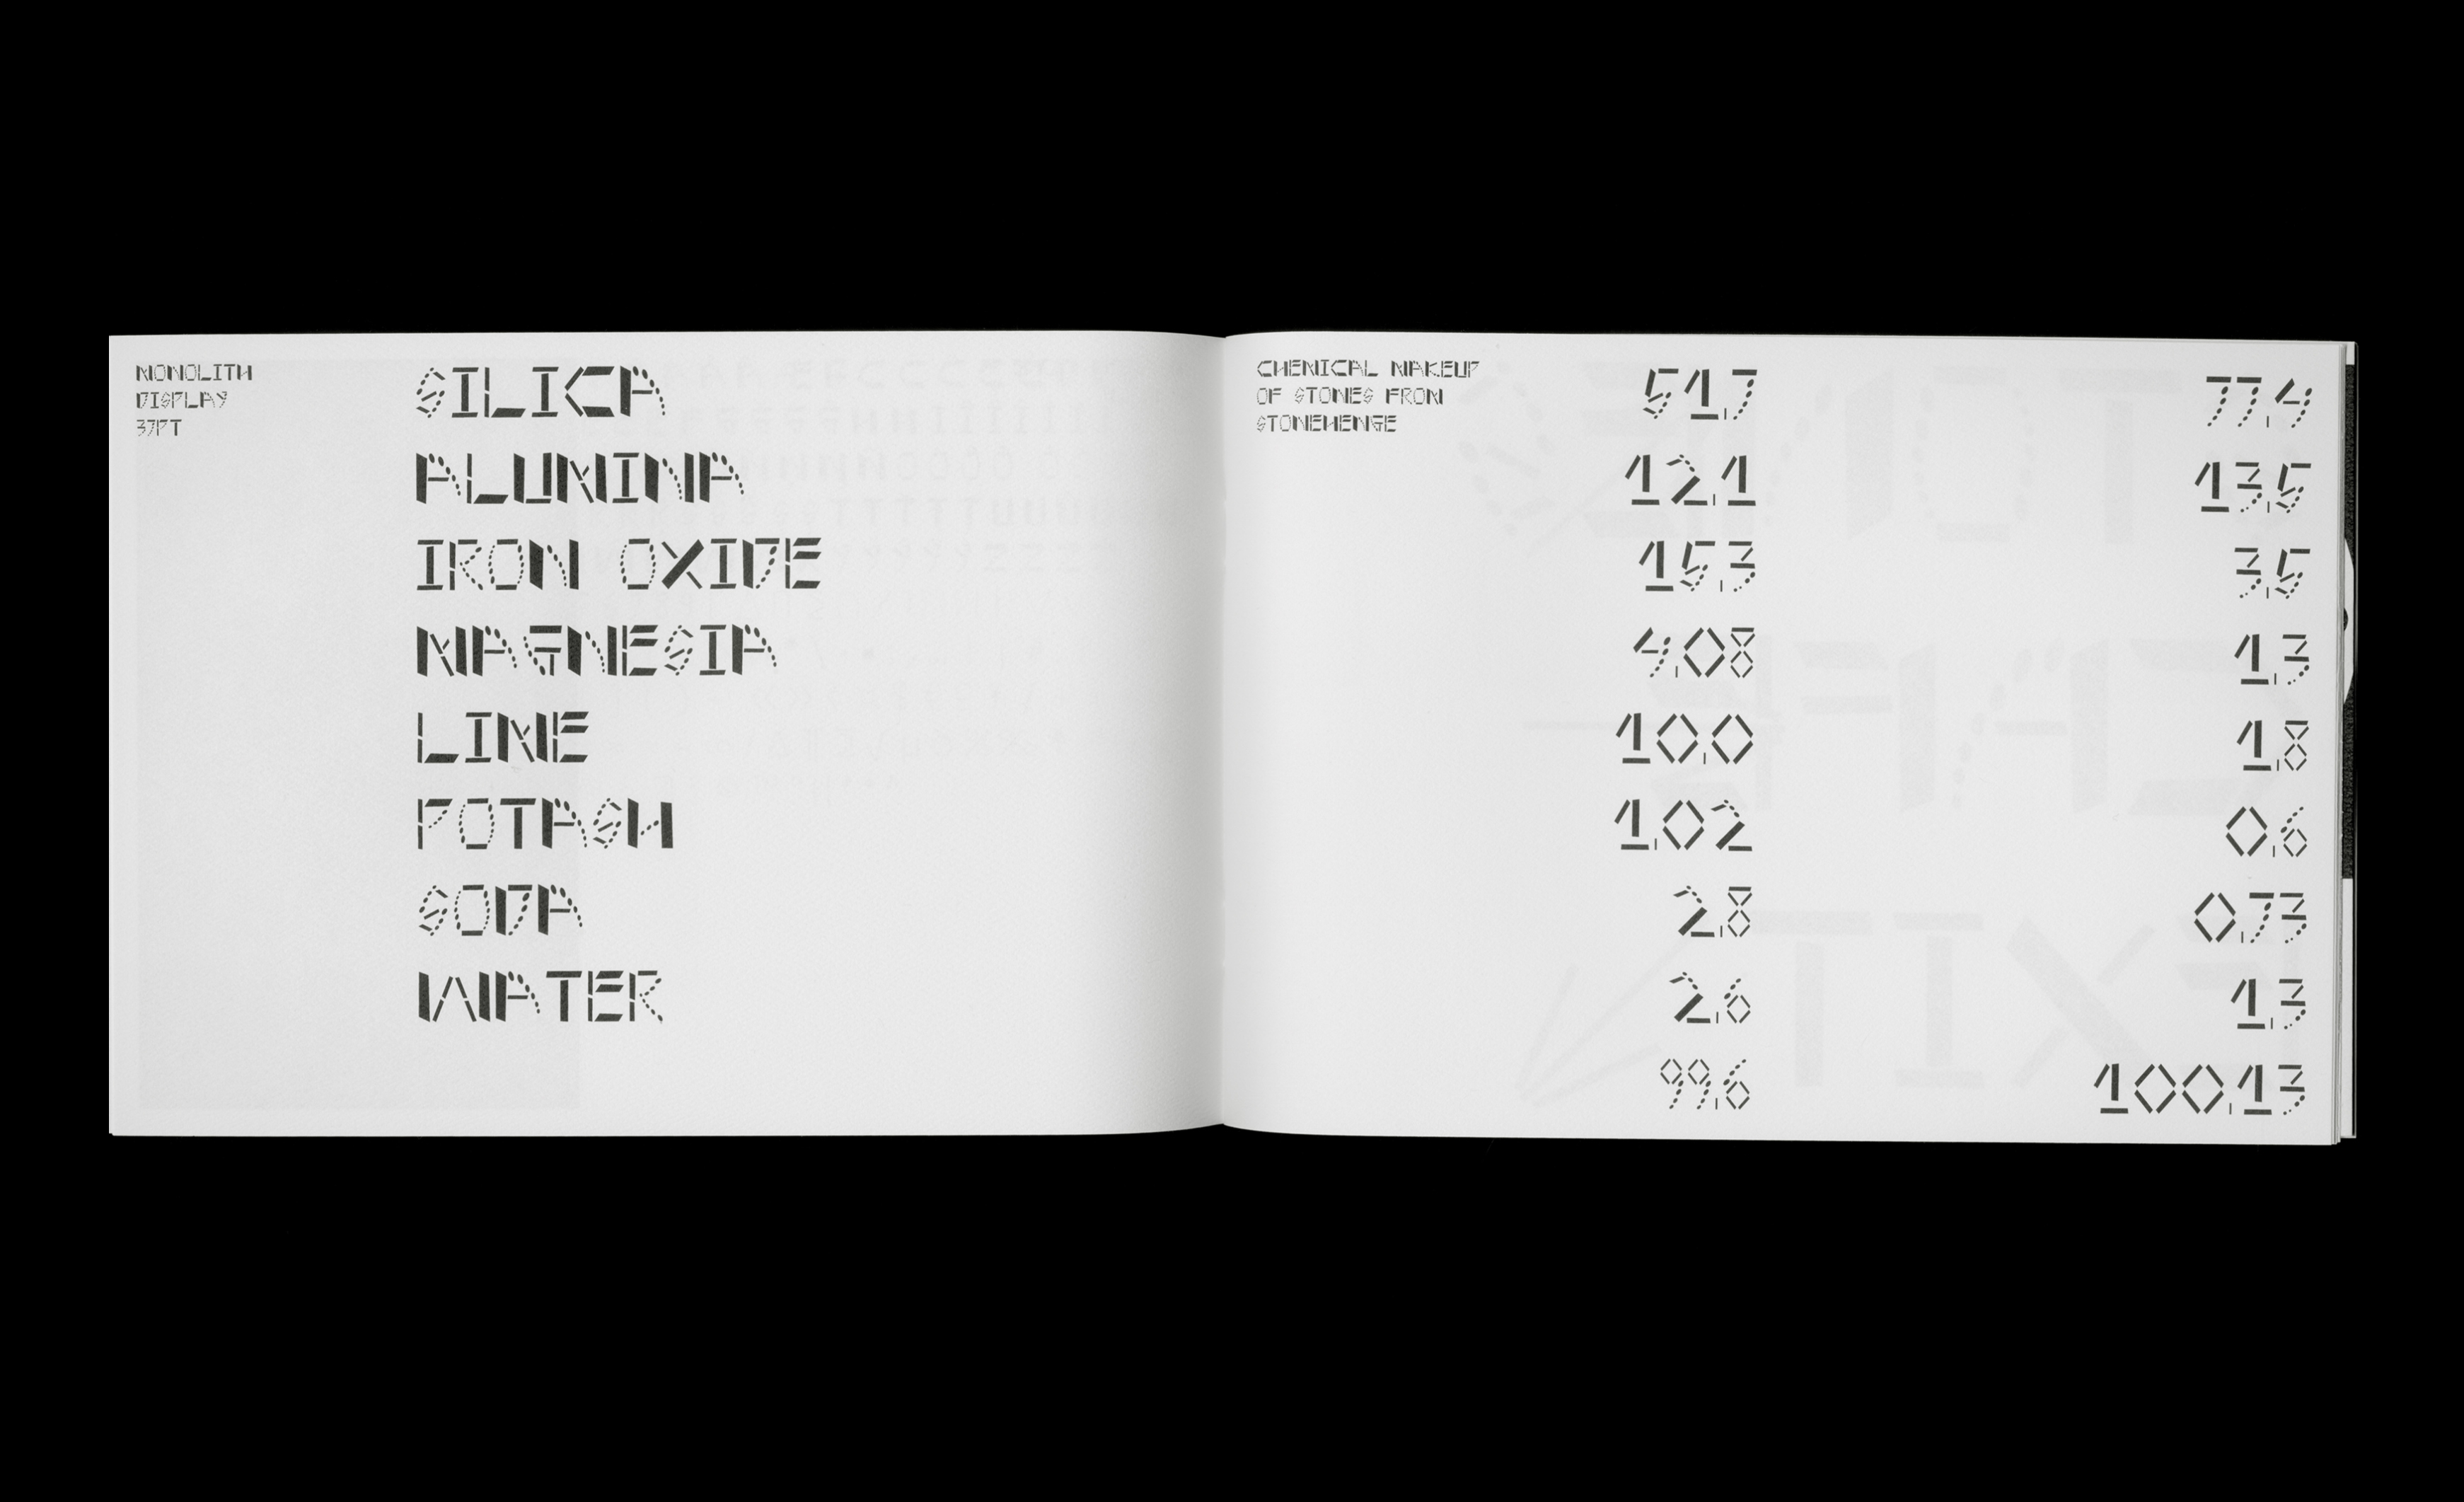 MONOLITH
DISPLAY
37PT
SILICA
ALUMINA
IRON OXIDE
MAGNESIA
LIME
POTASH
SODA
WATER
CHEMICAL MAKEUP
OF STONES FROM
STONEHENGE
51,7 77,4
12,1 13,5
15,3 3,5
4,08 1,3
10,0 1,8
1,02 0,6
2,8 0,73
2,6 1,3
99,6 100,13